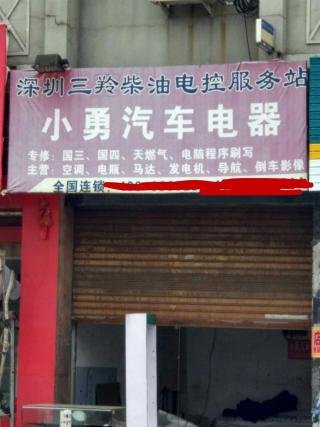 深圳三羚柴油电控服务站
小勇汽车电器
专修：国三、国四、天燃气、电脑程序刷写
主营：空调、电瓶、马达、发电机、导航、倒车影像
全国连锁
店